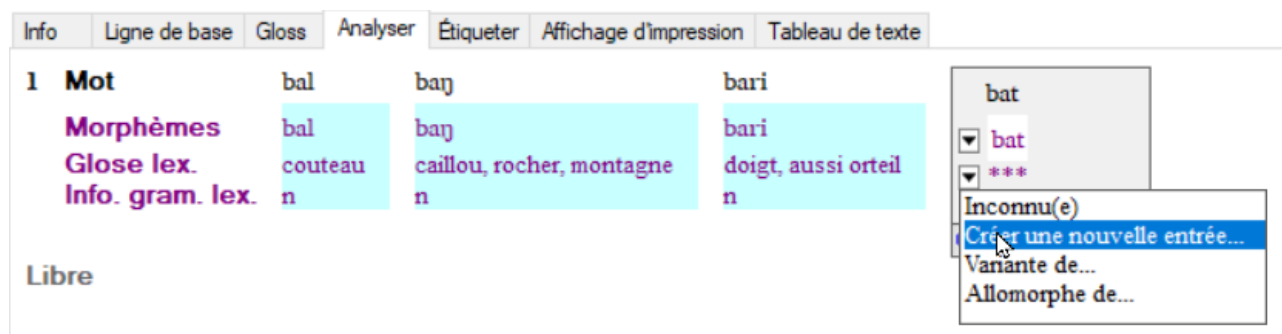 Info Ligne de base Gloss Analyser Étiqueter Affichage d'impression Tableau de texte
1 Mot bal baŋ bari bat
Morphèmes bal baŋ bari bat
Glose lex. couteau caillou, rocher, montagne doigt, aussi orteil ***
Info. gram. lex. n n n
Inconnu(e)
Créer une nouvelle entrée...
Variante de...
Allomorphe de...
Libre